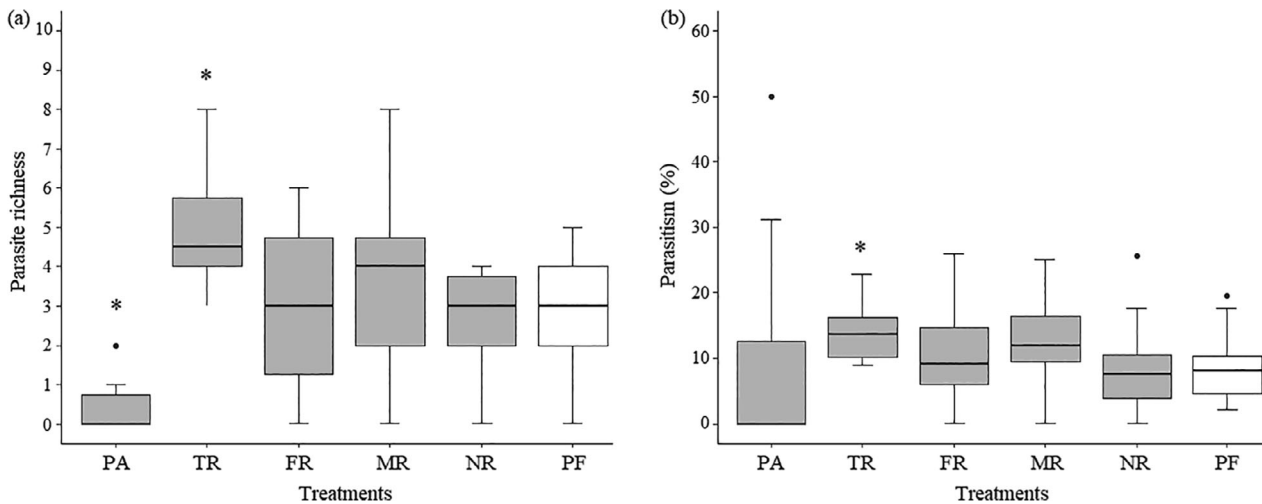 (a)
Parasite richness
10
9
8
7
6
5
4
3
2
1
0
*
*
PA TR FR MR NR PF
Treatments
(b)
Parasitism (%)
60
50
40
30
20
10
0
*
PA TR FR MR NR PF
Treatments